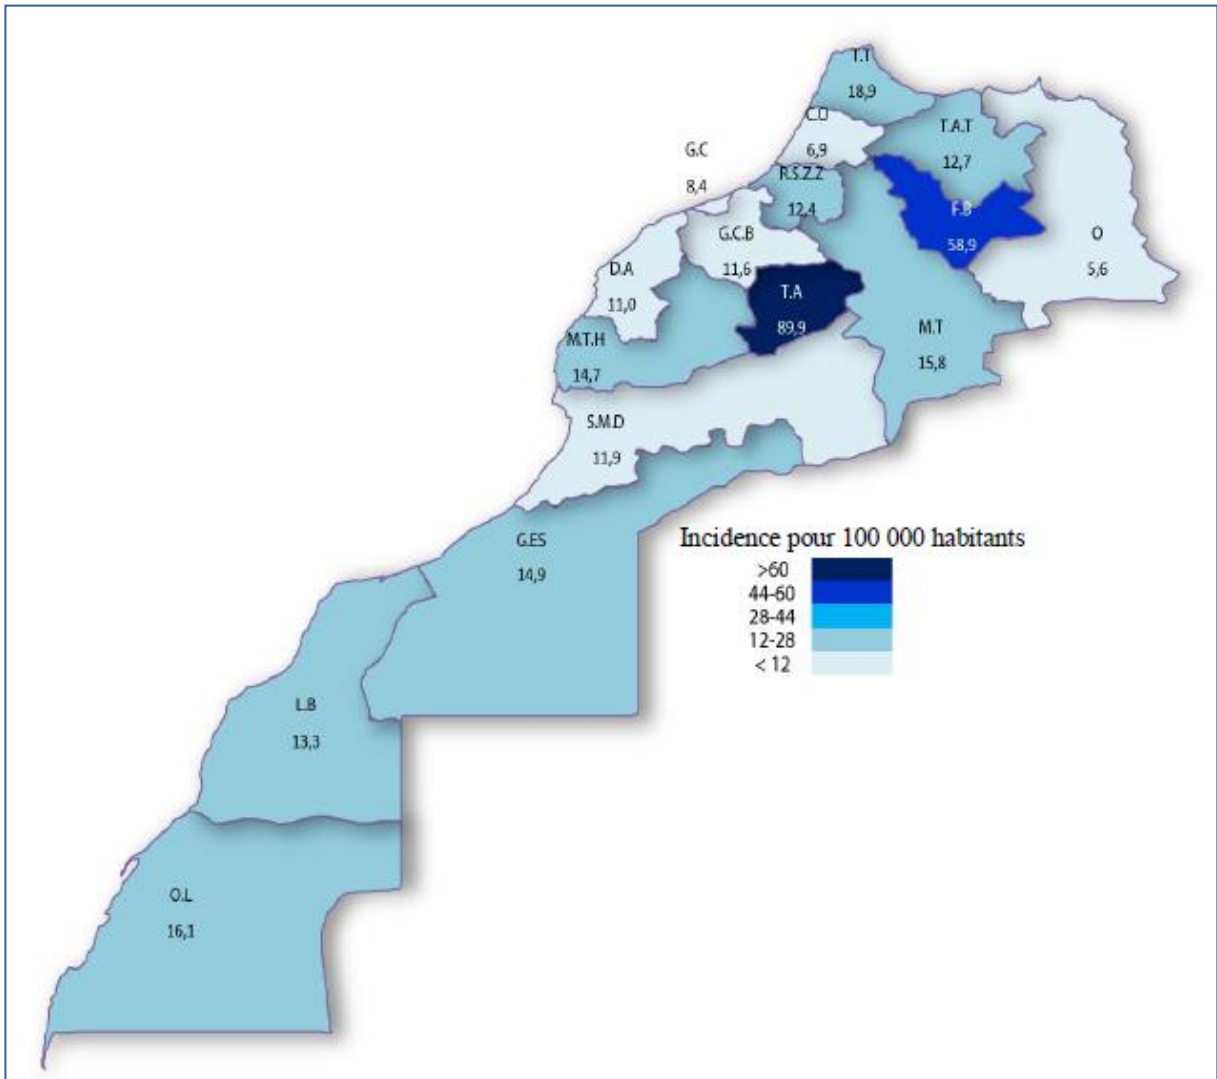 T.T
18,9
C.O
6,9
T.A.T
12,7
G.C
8,4
R.S.Z.Z
12,4
F.B
58,9
O
5,6
G.C.B
11,6
D.A
11,0
T.A
89,9
M.T.H
14,7
M.T
15,8
S.M.D
11,9
G.ES
14,9
Incidence pour 100 000 habitants
>60
44-60
28-44
12-28
< 12
L.B
13,3
O.L
16,1